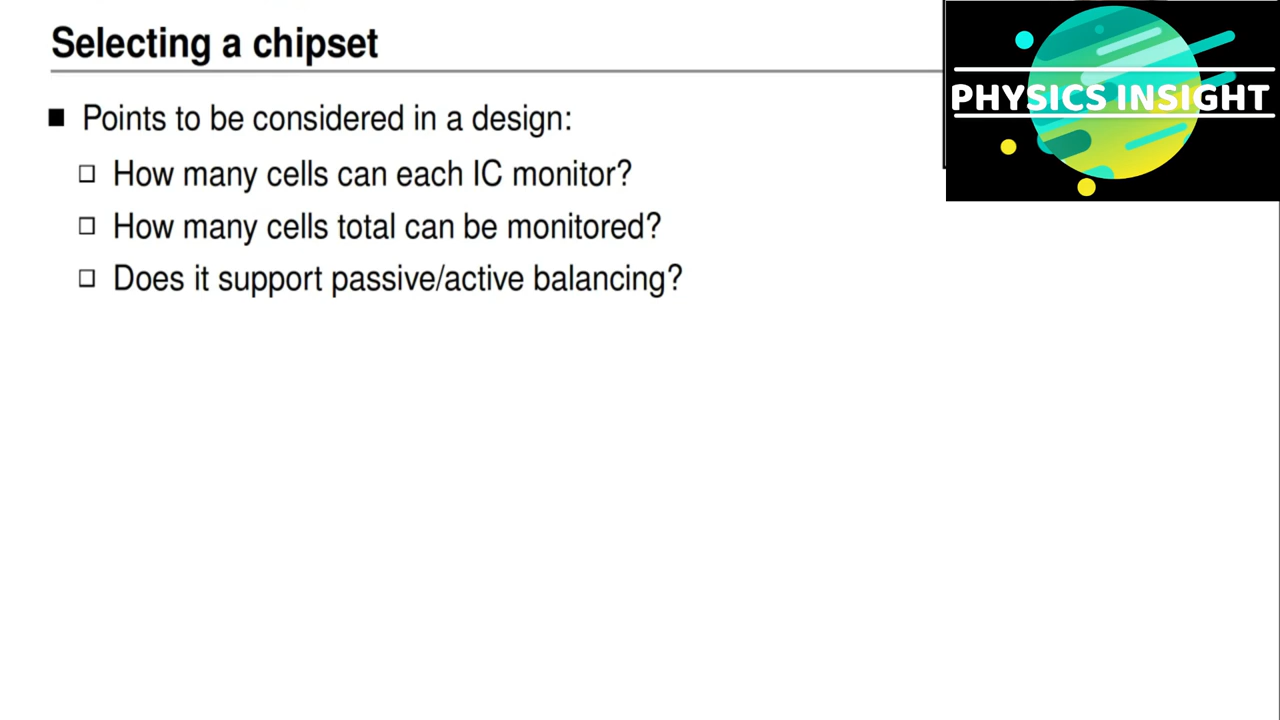 Selecting a chipset
PHYSICS INSIGHT
■ Points to be considered in a design:
□ How many cells can each IC monitor?
□ How many cells total can be monitored?
□ Does it support passive/active balancing?